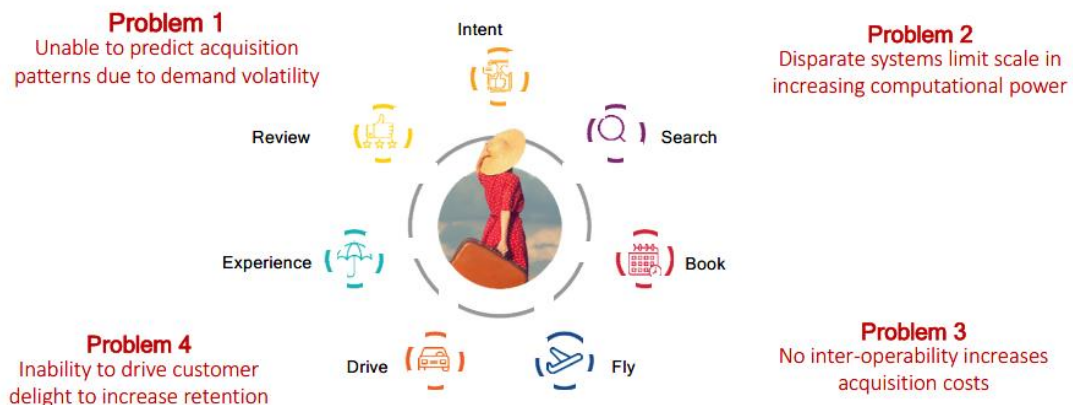 Problem 1
Unable to predict acquisition
patterns due to demand volatility
Intent
Problem 2
Disparate systems limit scale in
increasing computational power
Review
Search
Experience
Book
Problem 4
Inability to drive customer
delight to increase retention
Drive
Fly
Problem 3
No inter-operability increases
acquisition costs